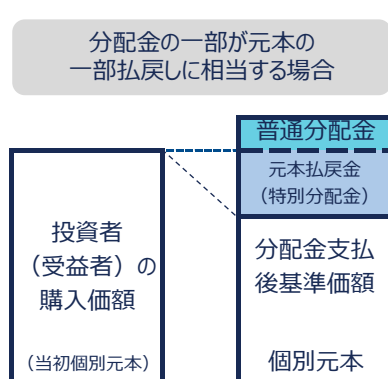 分配金の一部が元本の
一部払戻しに相当する場合
普通分配金
元本払戻金
（特別分配金）
投資者
（受益者）の
購入価額
（当初個別元本）
分配金支払
後基準価額
個別元本